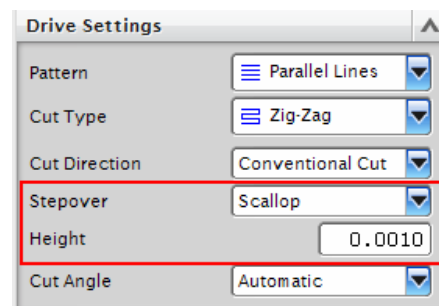 Drive Settings
Pattern Parallel Lines
Cut Type Zig-Zag
Cut Direction Conventional Cut
Stepover Scallop
Height 0.0010
Cut Angle Automatic